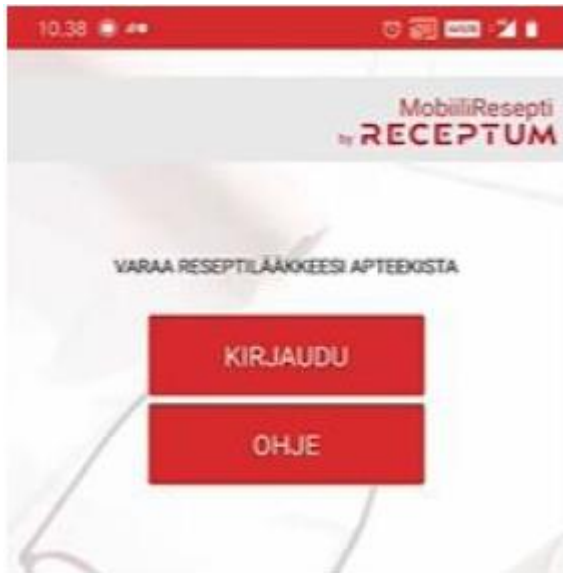 10.38
MobiiliResepti
by RECEPTUM
VARAA RESEPTILÄÄKKEESI APTEEKISTA
KIRJAUDU
OHJE